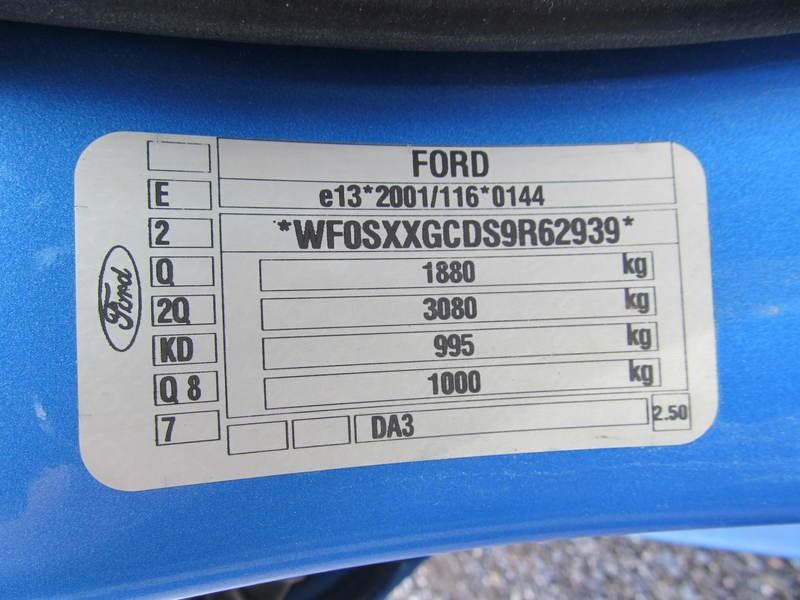 FORD
E e13*2001/116*0144
2 *WF0SXXGCDS9R62939*
Q 1880 kg
2Q 3080 kg
KD 995 kg
Q 8 1000 kg
7 DA3 2.50
Ford